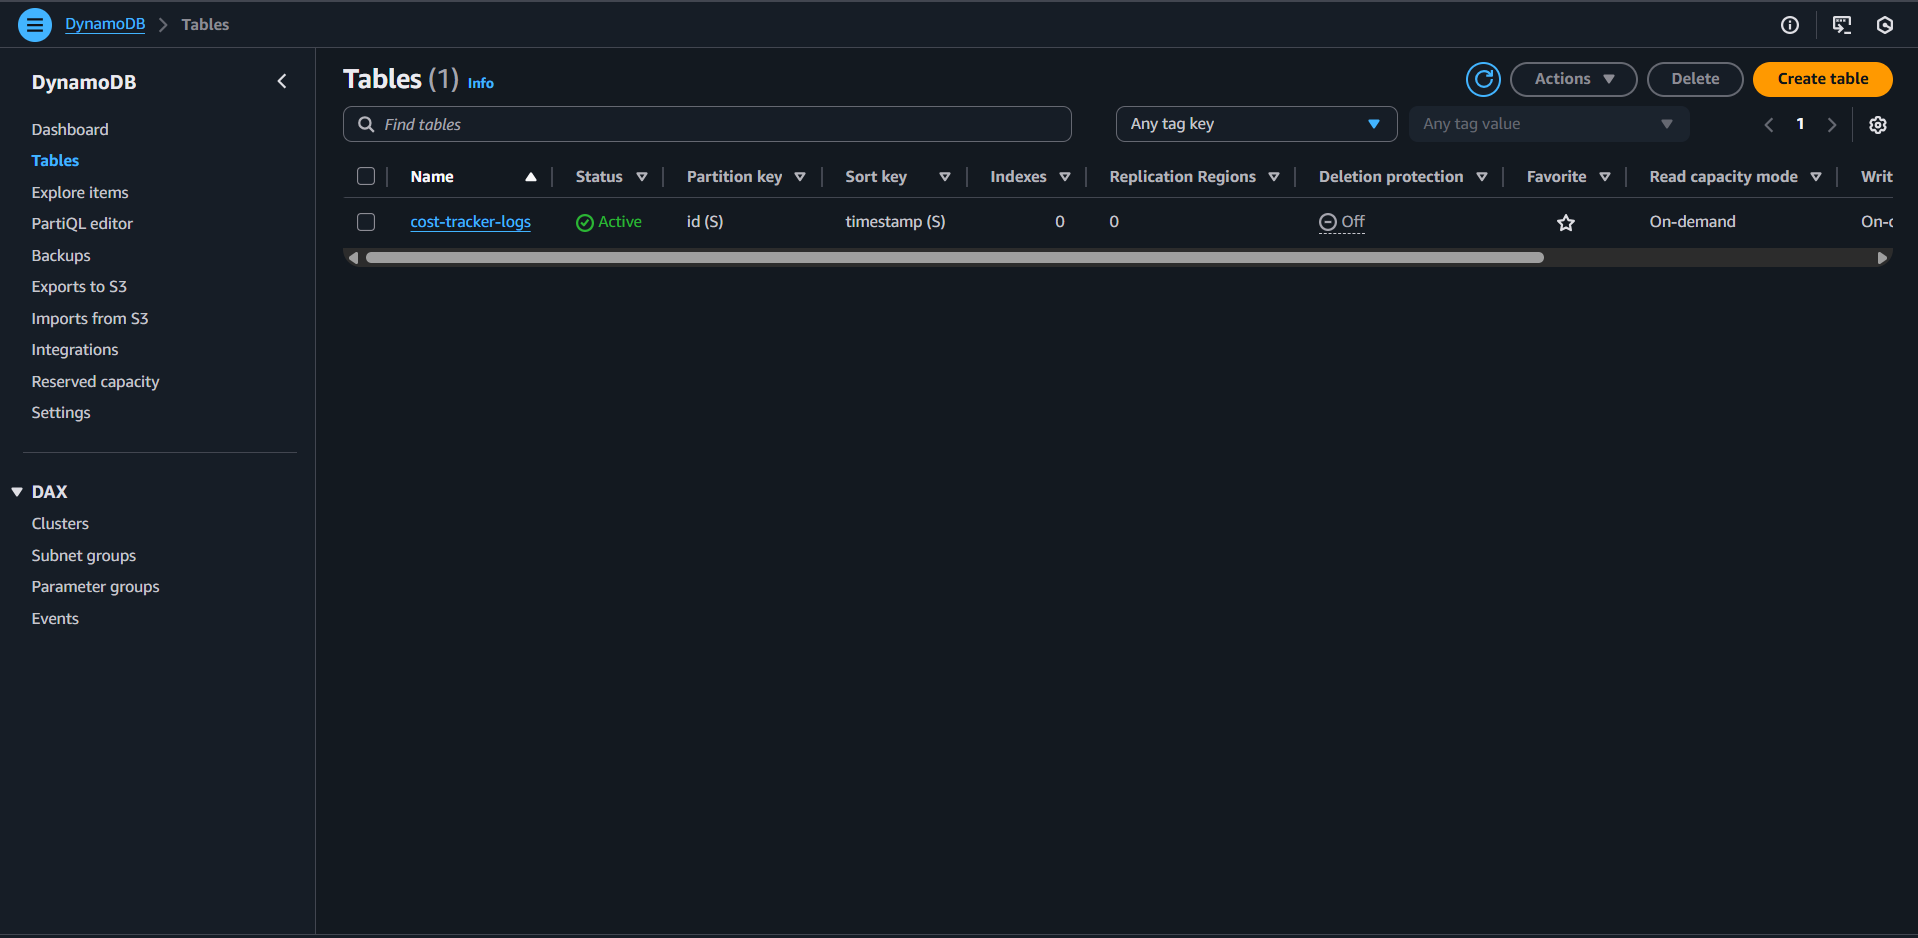 DynamoDB > Tables
DynamoDB
Dashboard
Tables
Explore items
PartiQL editor
Backups
Exports to S3
Imports from S3
Integrations
Reserved capacity
Settings
DAX
Clusters
Subnet groups
Parameter groups
Events
Tables (1) Info
Actions Delete Create table
Find tables Any tag key Any tag value 1
Name Status Partition key Sort key Indexes Replication Regions Deletion protection Favorite Read capacity mode Writ
cost-tracker-logs Active id (S) timestamp (S) 0 0 Off On-demand On-